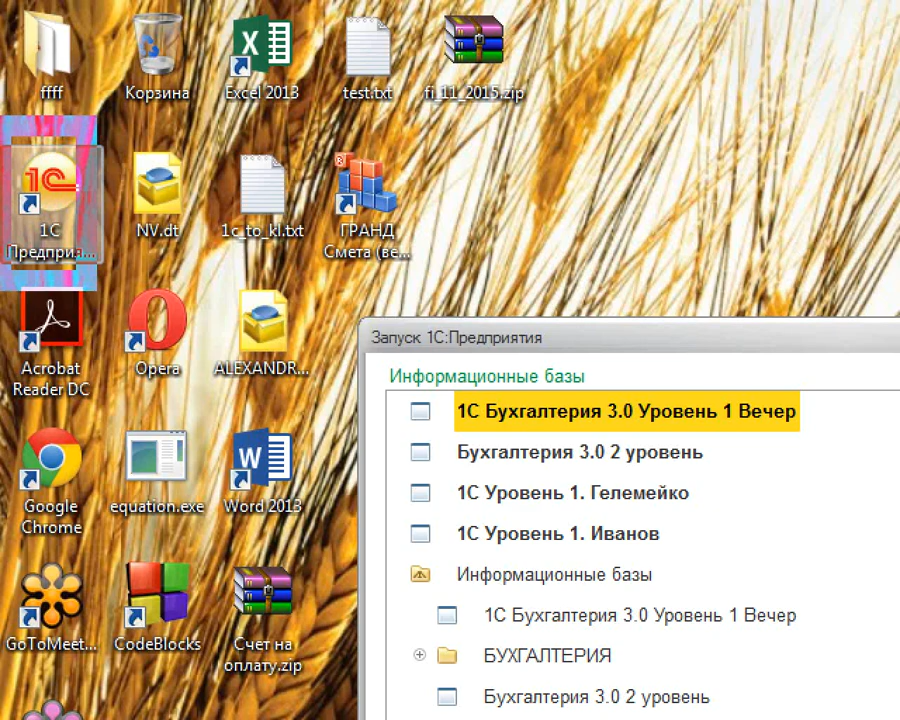 ffff
Корзина
Excel 2013
test.txt
fi_11_2015.zip
1С
Предприя...
NV.dt
1c_to_kl.txt
ГРАНД
Смета (ве...
Acrobat
Reader DC
Opera
ALEXANDR...
Google
Chrome
equation.exe
Word 2013
GoToMeet...
CodeBlocks
Счет на
оплату.zip
Запуск 1С:Предприятия
Информационные базы
1С Бухгалтерия 3.0 Уровень 1 Вечер
Бухгалтерия 3.0 2 уровень
1С Уровень 1. Гелемейко
1С Уровень 1. Иванов
Информационные базы
1С Бухгалтерия 3.0 Уровень 1 Вечер
БУХГАЛТЕРИЯ
Бухгалтерия 3.0 2 уровень